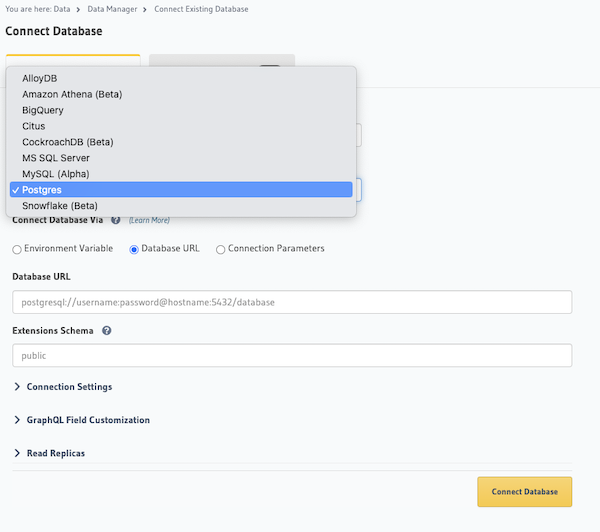 You are here: Data > Data Manager > Connect Existing Database
Connect Database
AlloyDB
Amazon Athena (Beta)
BigQuery
Citus
CockroachDB (Beta)
MS SQL Server
MySQL (Alpha)
✓ Postgres
Snowflake (Beta)
Connect Database Via ? (Learn More)
Environment Variable Database URL Connection Parameters
Database URL
postgresql://username:password@hostname:5432/database
Extensions Schema ?
public
Connection Settings
GraphQL Field Customization
Read Replicas
Connect Database